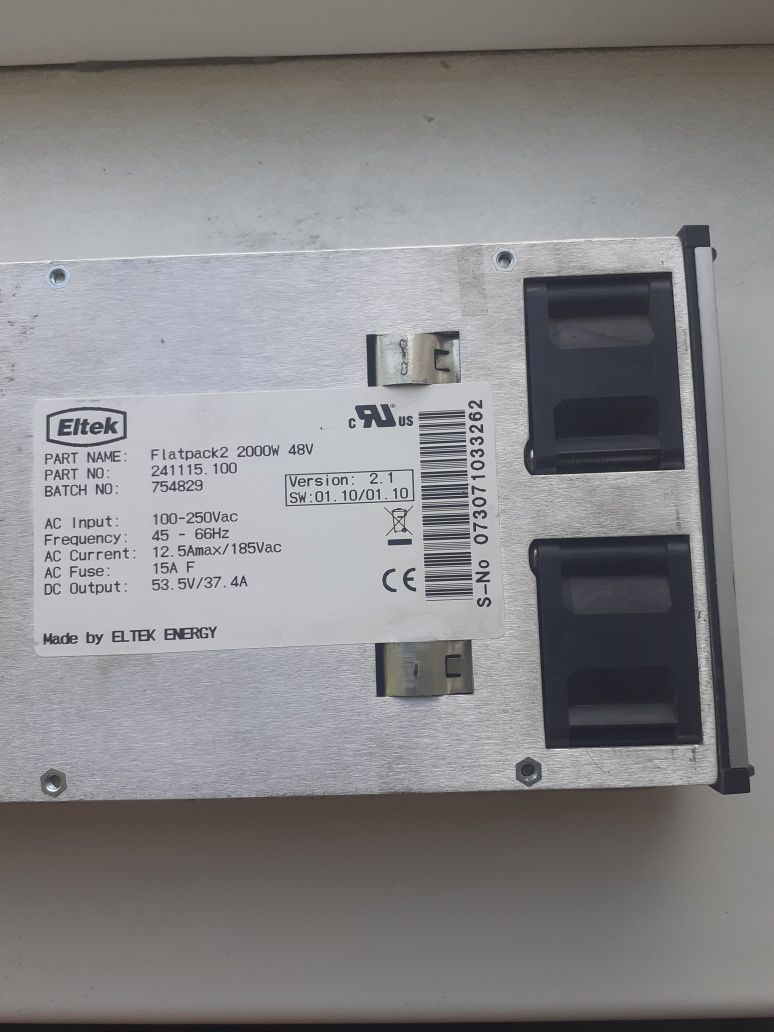 Eltek
c RU® US
PART NAME: Flatpack2 2000W 48V
PART NO: 241115.100
BATCH NO: 754829
Version: 2.1
SW:01.10/01.10
AC Input: 100-250Vac
Frequency: 45 - 66Hz
AC Current: 12.5Amax/185Vac
AC Fuse: 15A F
DC Output: 53.5V/37.4A
CE
S-No 073071033262
Made by ELTEK ENERGY